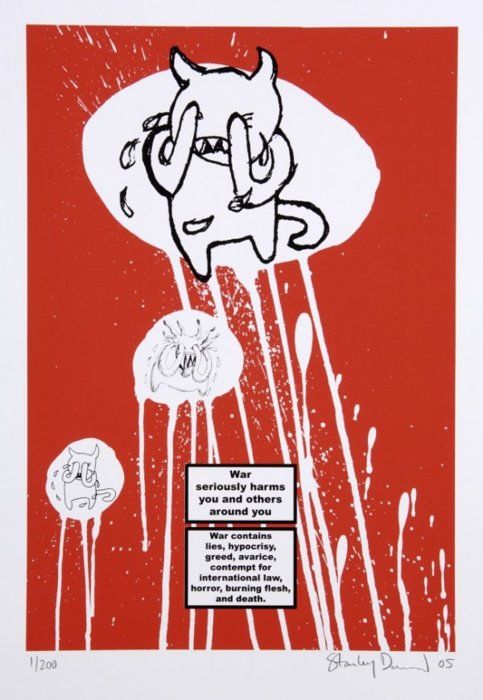 War
seriously harms
you and others
around you
War contains
lies, hypocrisy,
greed, avarice,
contempt for
international law,
horror, burning flesh,
and death.
1/200
Stanley Donwood 05